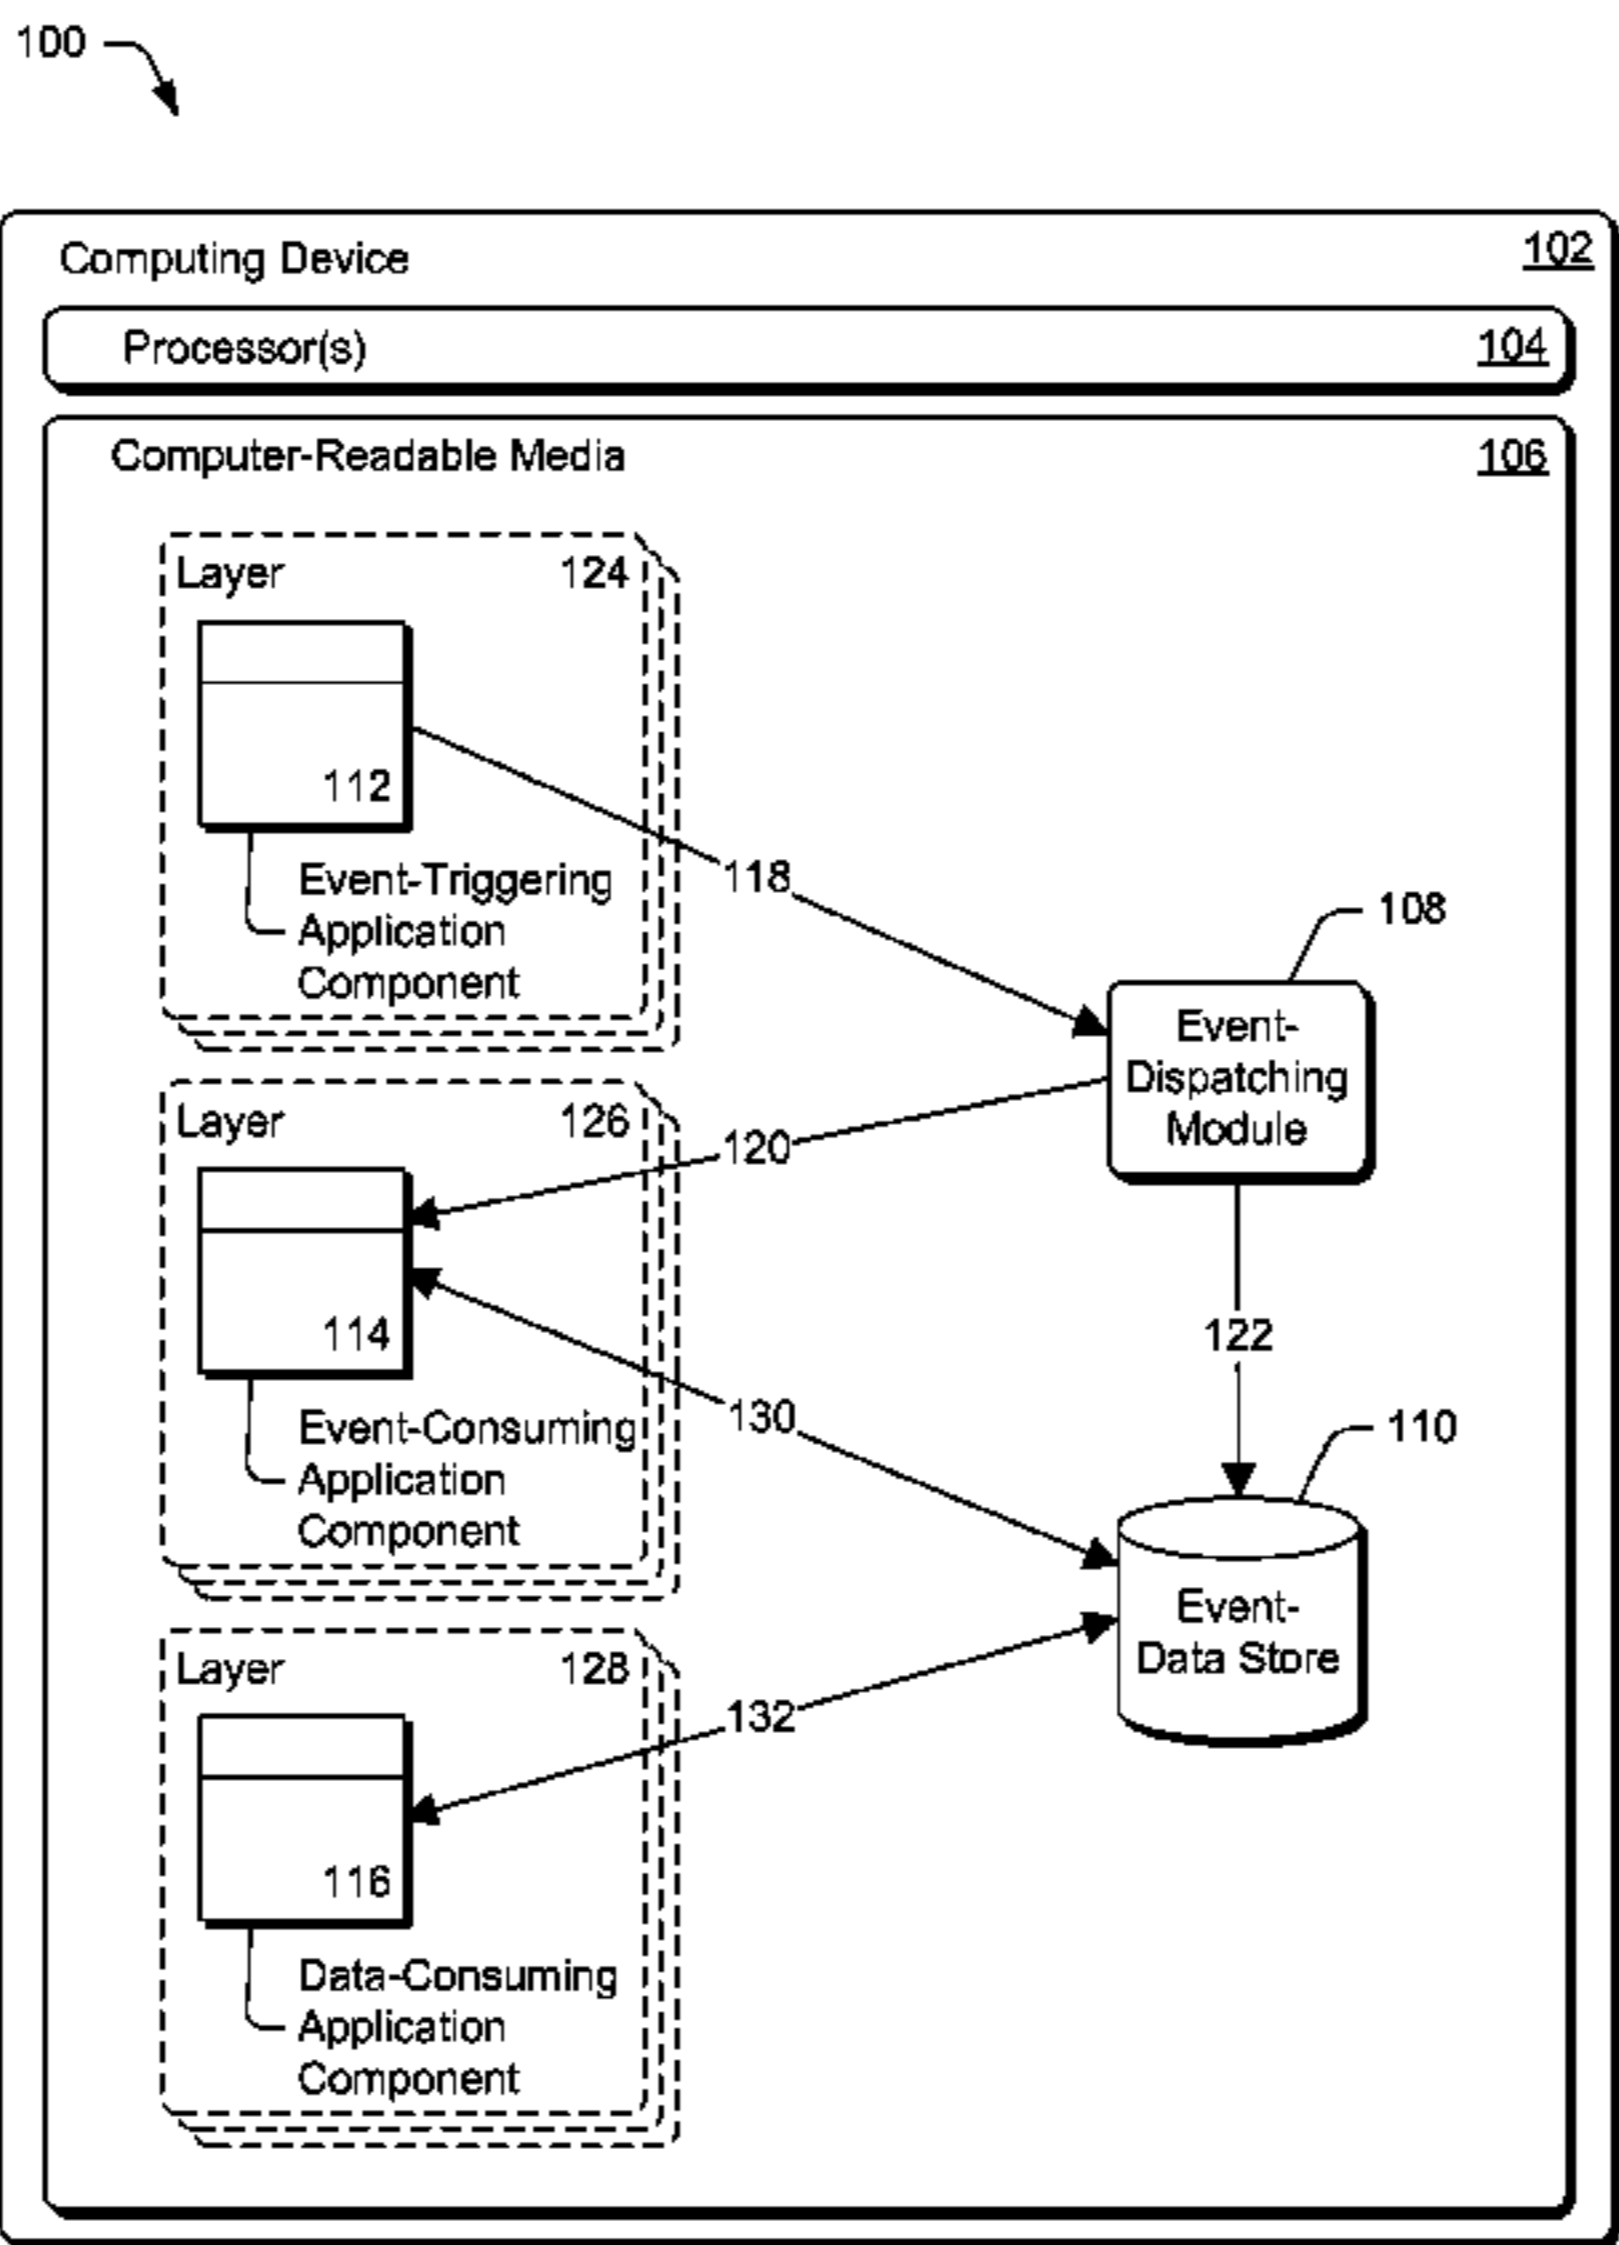 100
Computing Device 102
Processor(s) 104
Computer-Readable Media 106
Layer 124
112
Event-Triggering
Application
Component
118
108
Event-
Dispatching
Module
Layer 126
120
114
122
Event-Consuming
Application
Component
130
110
Event-
Data Store
Layer 128
132
116
Data-Consuming
Application
Component